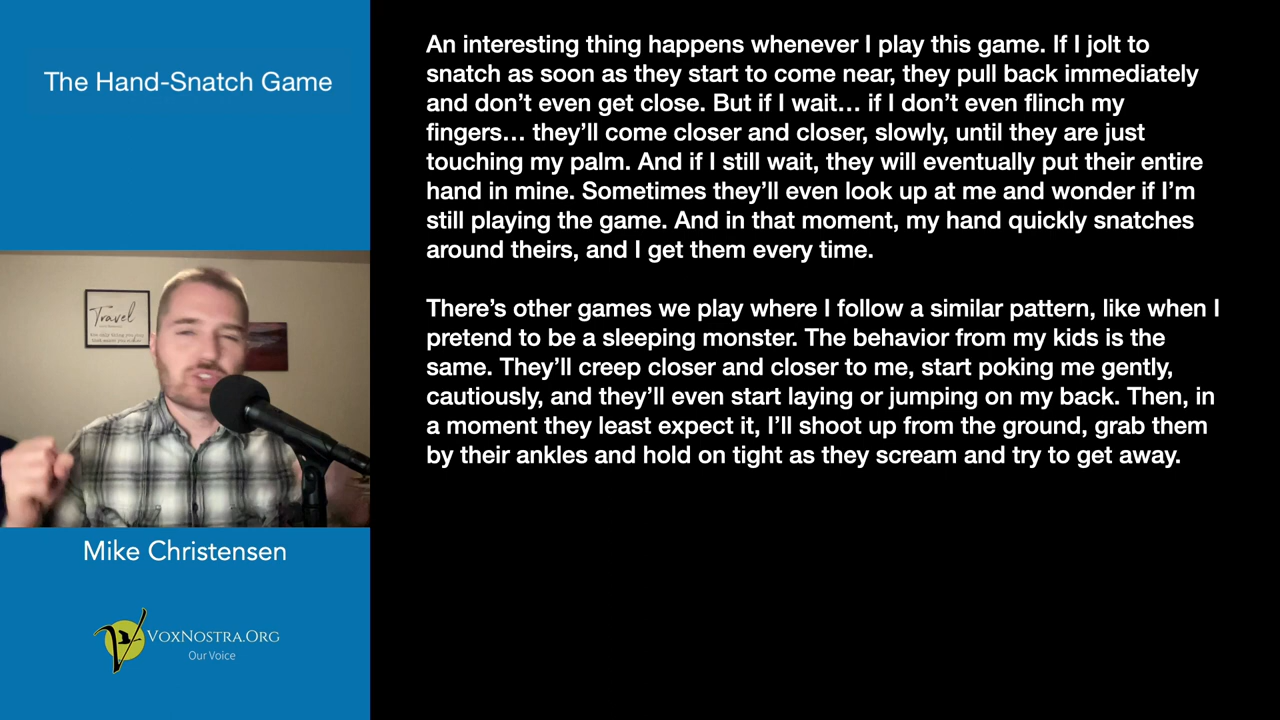 The Hand-Snatch Game
An interesting thing happens whenever I play this game. If I jolt to
snatch as soon as they start to come near, they pull back immediately
and don’t even get close. But if I wait… if I don’t even flinch my
fingers… they’ll come closer and closer, slowly, until they are just
touching my palm. And if I still wait, they will eventually put their entire
hand in mine. Sometimes they’ll even look up at me and wonder if I’m
still playing the game. And in that moment, my hand quickly snatches
around theirs, and I get them every time.
There’s other games we play where I follow a similar pattern, like when I
pretend to be a sleeping monster. The behavior from my kids is the
same. They’ll creep closer and closer to me, start poking me gently,
cautiously, and they’ll even start laying or jumping on my back. Then, in
a moment they least expect it, I’ll shoot up from the ground, grab them
by their ankles and hold on tight as they scream and try to get away.
Travel
Mike Christensen
VoxNostra.Org
Our Voice